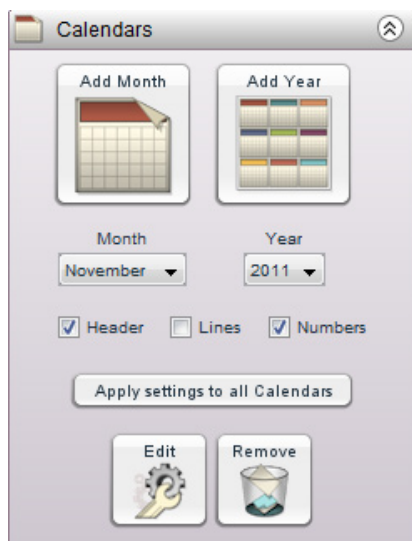 Calendars
Add Month Add Year
Month Year
November 2011
Header Lines Numbers
Apply settings to all Calendars
Edit Remove